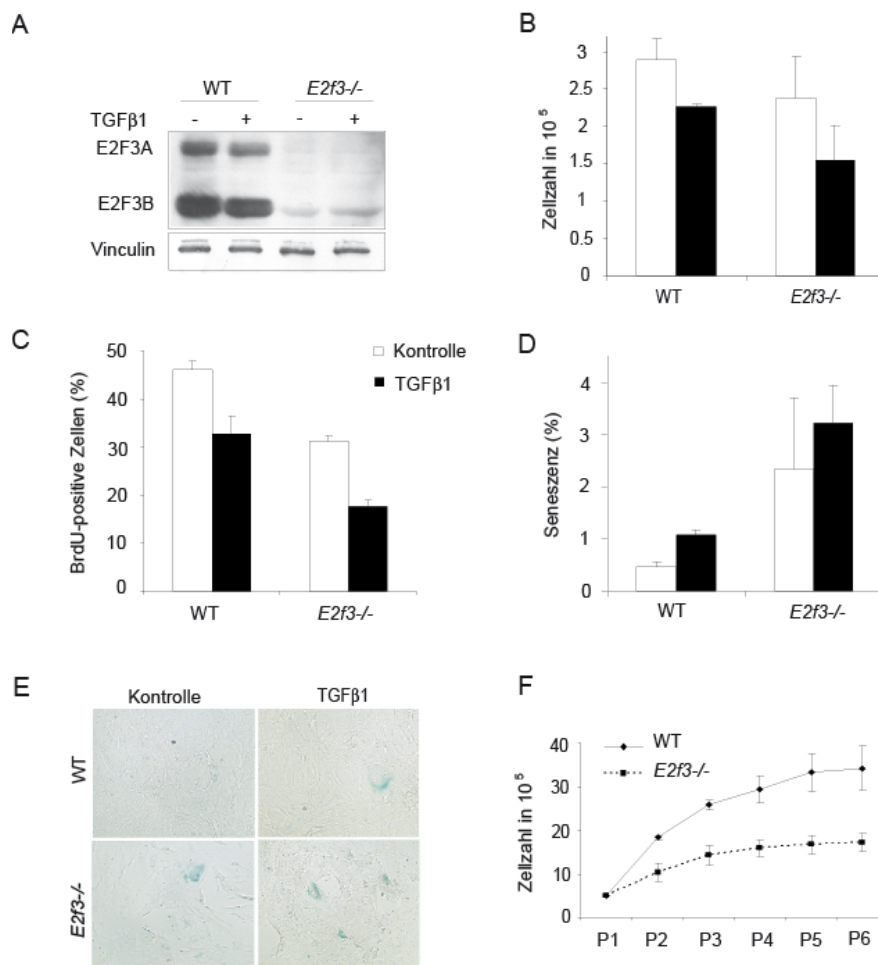 A
WT E2f3-/-
TGFβ1 - + - +
E2F3A
E2F3B
Vinculin
B
Zellzahl in 10 5
3
2.5
2
1.5
1
0.5
0
WT E2f3-/-
C
BrdU-positive Zellen (%)
50
40
30
20
10
0
WT E2f3-/-
Kontrolle
TGFβ1
D
Seneszenz (%)
4
3
2
1
0
WT E2f3-/-
E
Kontrolle TGFβ1
WT
E2f3-/-
F
Zellzahl in 10 5
40
30
20
10
0
WT
E2f3-/-
P1 P2 P3 P4 P5 P6